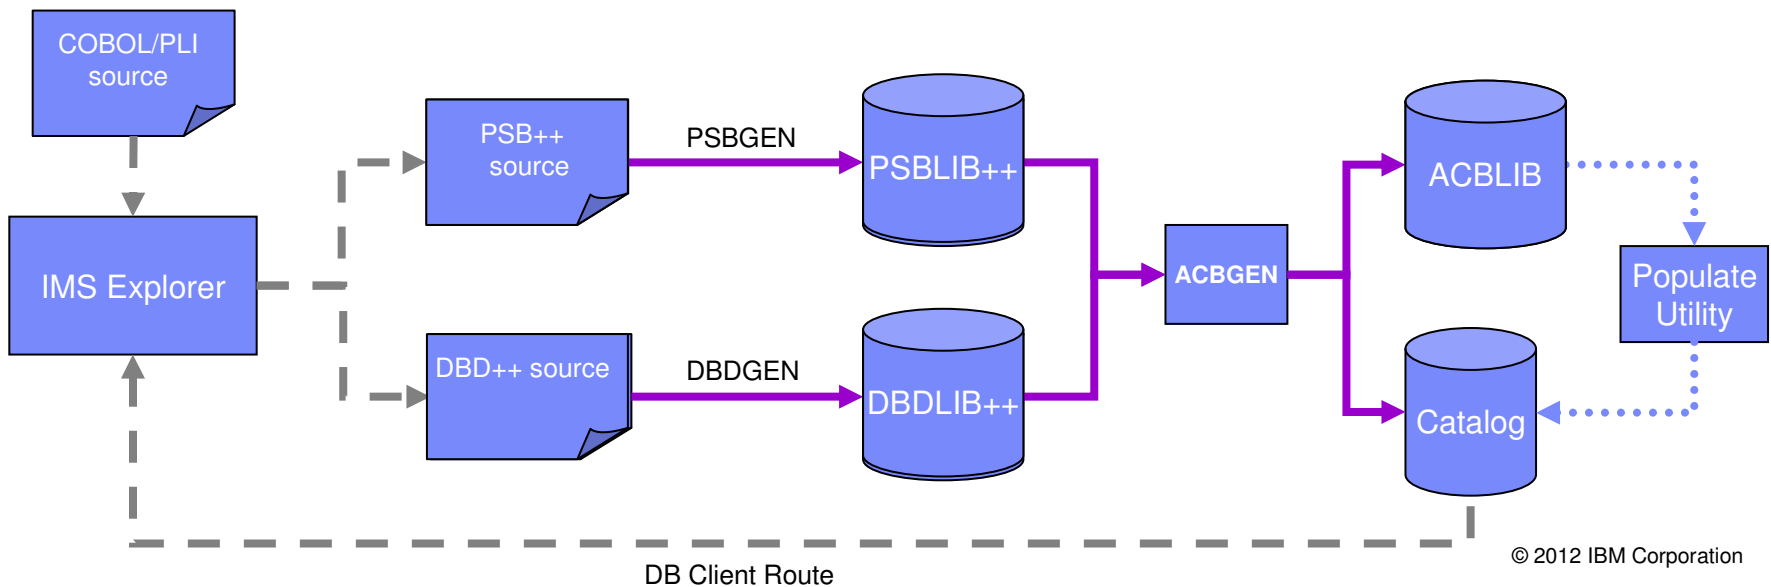 COBOL/PLI
source
PSB++
source
PSBGEN
PSBLIB++
ACBLIB
IMS Explorer
ACBGEN
Populate
Utility
DBD++ source
DBDGEN
DBDLIB++
Catalog
DB Client Route
© 2012 IBM Corporation